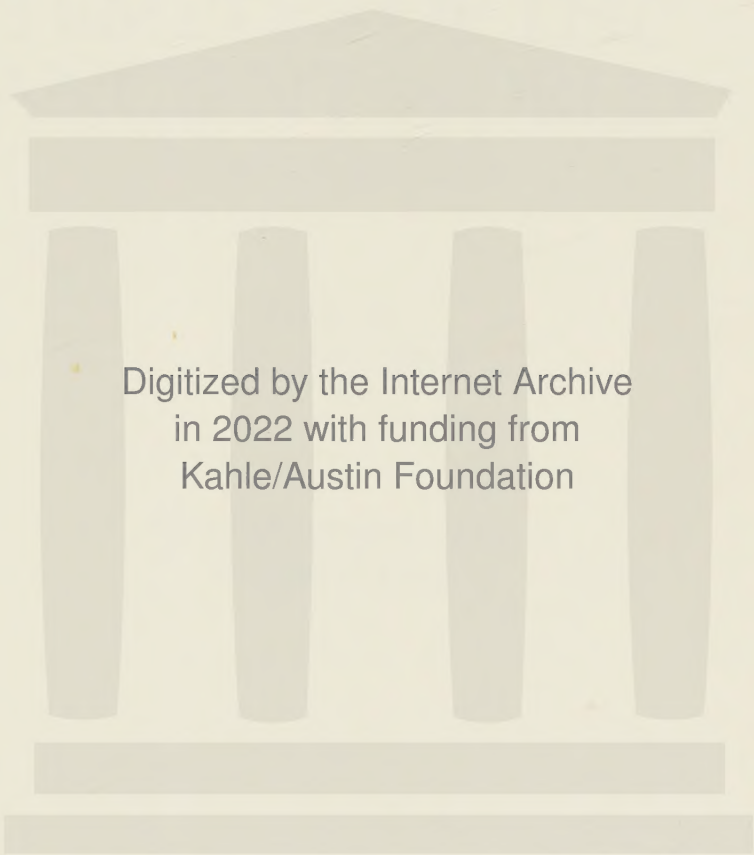 Digitized by the Internet Archive
in 2022 with funding from
Kahle/Austin Foundation